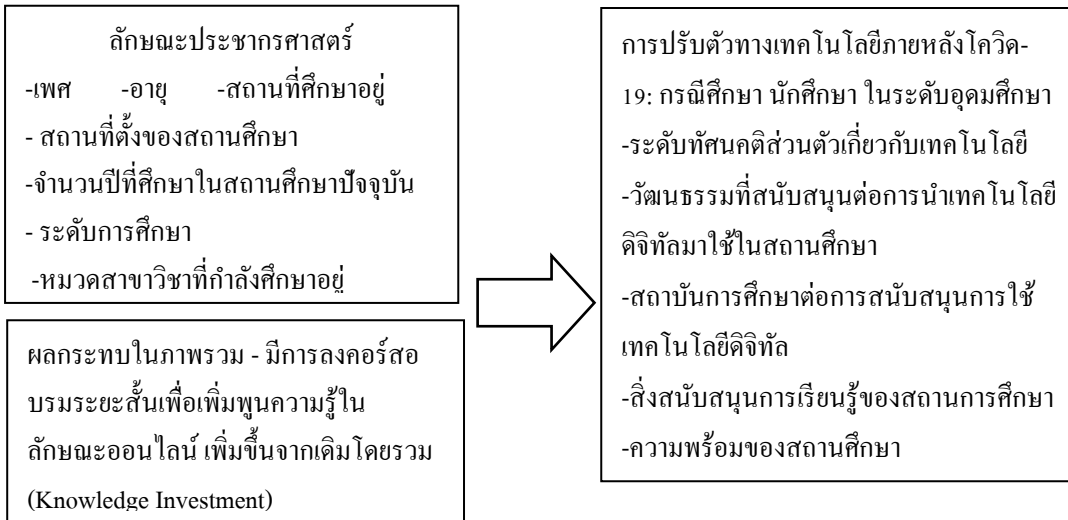 ลักษณะประชากรศาสตร์
-เพศ -อายุ -สถานที่ศึกษาอยู่
- สถานที่ตั้งของสถานศึกษา
-จำนวนปีที่ศึกษาในสถานศึกษาปัจจุบัน
- ระดับการศึกษา
-หมวดสาขาวิชาที่กำลังศึกษาอยู่
ผลกระทบในภาพรวม - มีการลงคอร์สอ
บรมระยะสั้นเพื่อเพิ่มพูนความรู้ใน
ลักษณะออนไลน์ เพิ่มขึ้นจากเดิมโดยรวม
(Knowledge Investment)
การปรับตัวทางเทคโนโลยีภายหลังโควิด-
19: กรณีศึกษา นักศึกษา ในระดับอุดมศึกษา
-ระดับทัศนคติส่วนตัวเกี่ยวกับเทคโนโลยี
-วัฒนธรรมที่สนับสนุนต่อการนำเทคโนโลยี
ดิจิทัลมาใช้ในสถานศึกษา
-สถาบันการศึกษาต่อการสนับสนุนการใช้
เทคโนโลยีดิจิทัล
-สิ่งสนับสนุนการเรียนรู้ของสถานการศึกษา
-ความพร้อมของสถานศึกษา